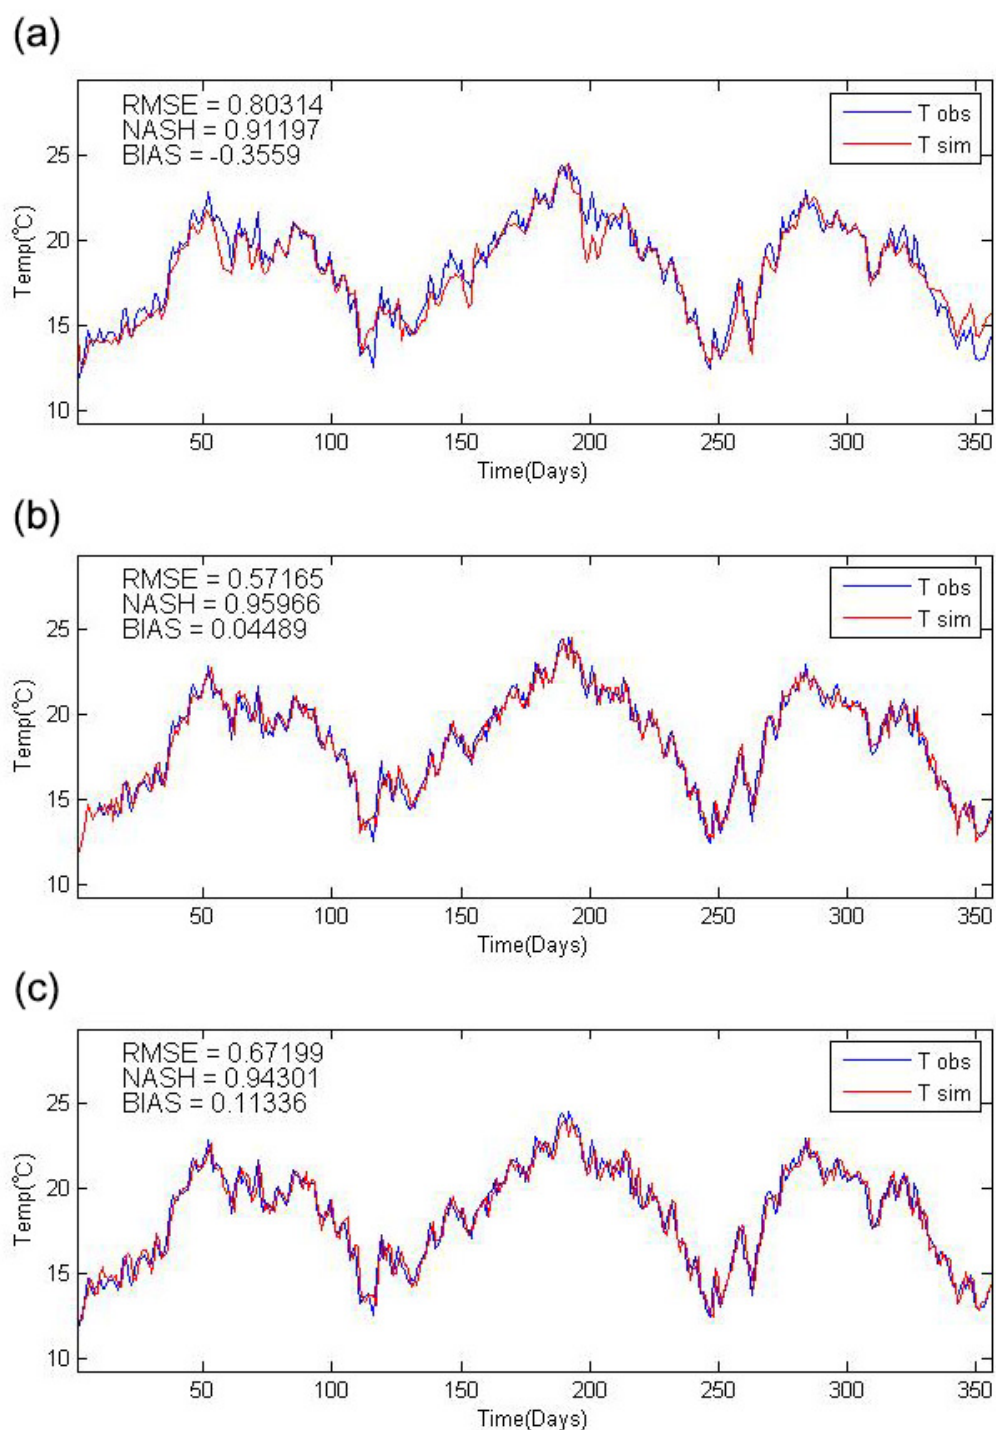 (a)
RMSE = 0.80314
NASH = 0.91197
BIAS = -0.3559
T obs
T sim
Temp(°C)
25
20
15
10
50 100 150 200 250 300 350
Time(Days)
(b)
RMSE = 0.57165
NASH = 0.95966
BIAS = 0.04489
T obs
T sim
Temp(°C)
25
20
15
10
50 100 150 200 250 300 350
Time(Days)
(c)
RMSE = 0.67199
NASH = 0.94301
BIAS = 0.11336
T obs
T sim
Temp(°C)
25
20
15
10
50 100 150 200 250 300 350
Time(Days)